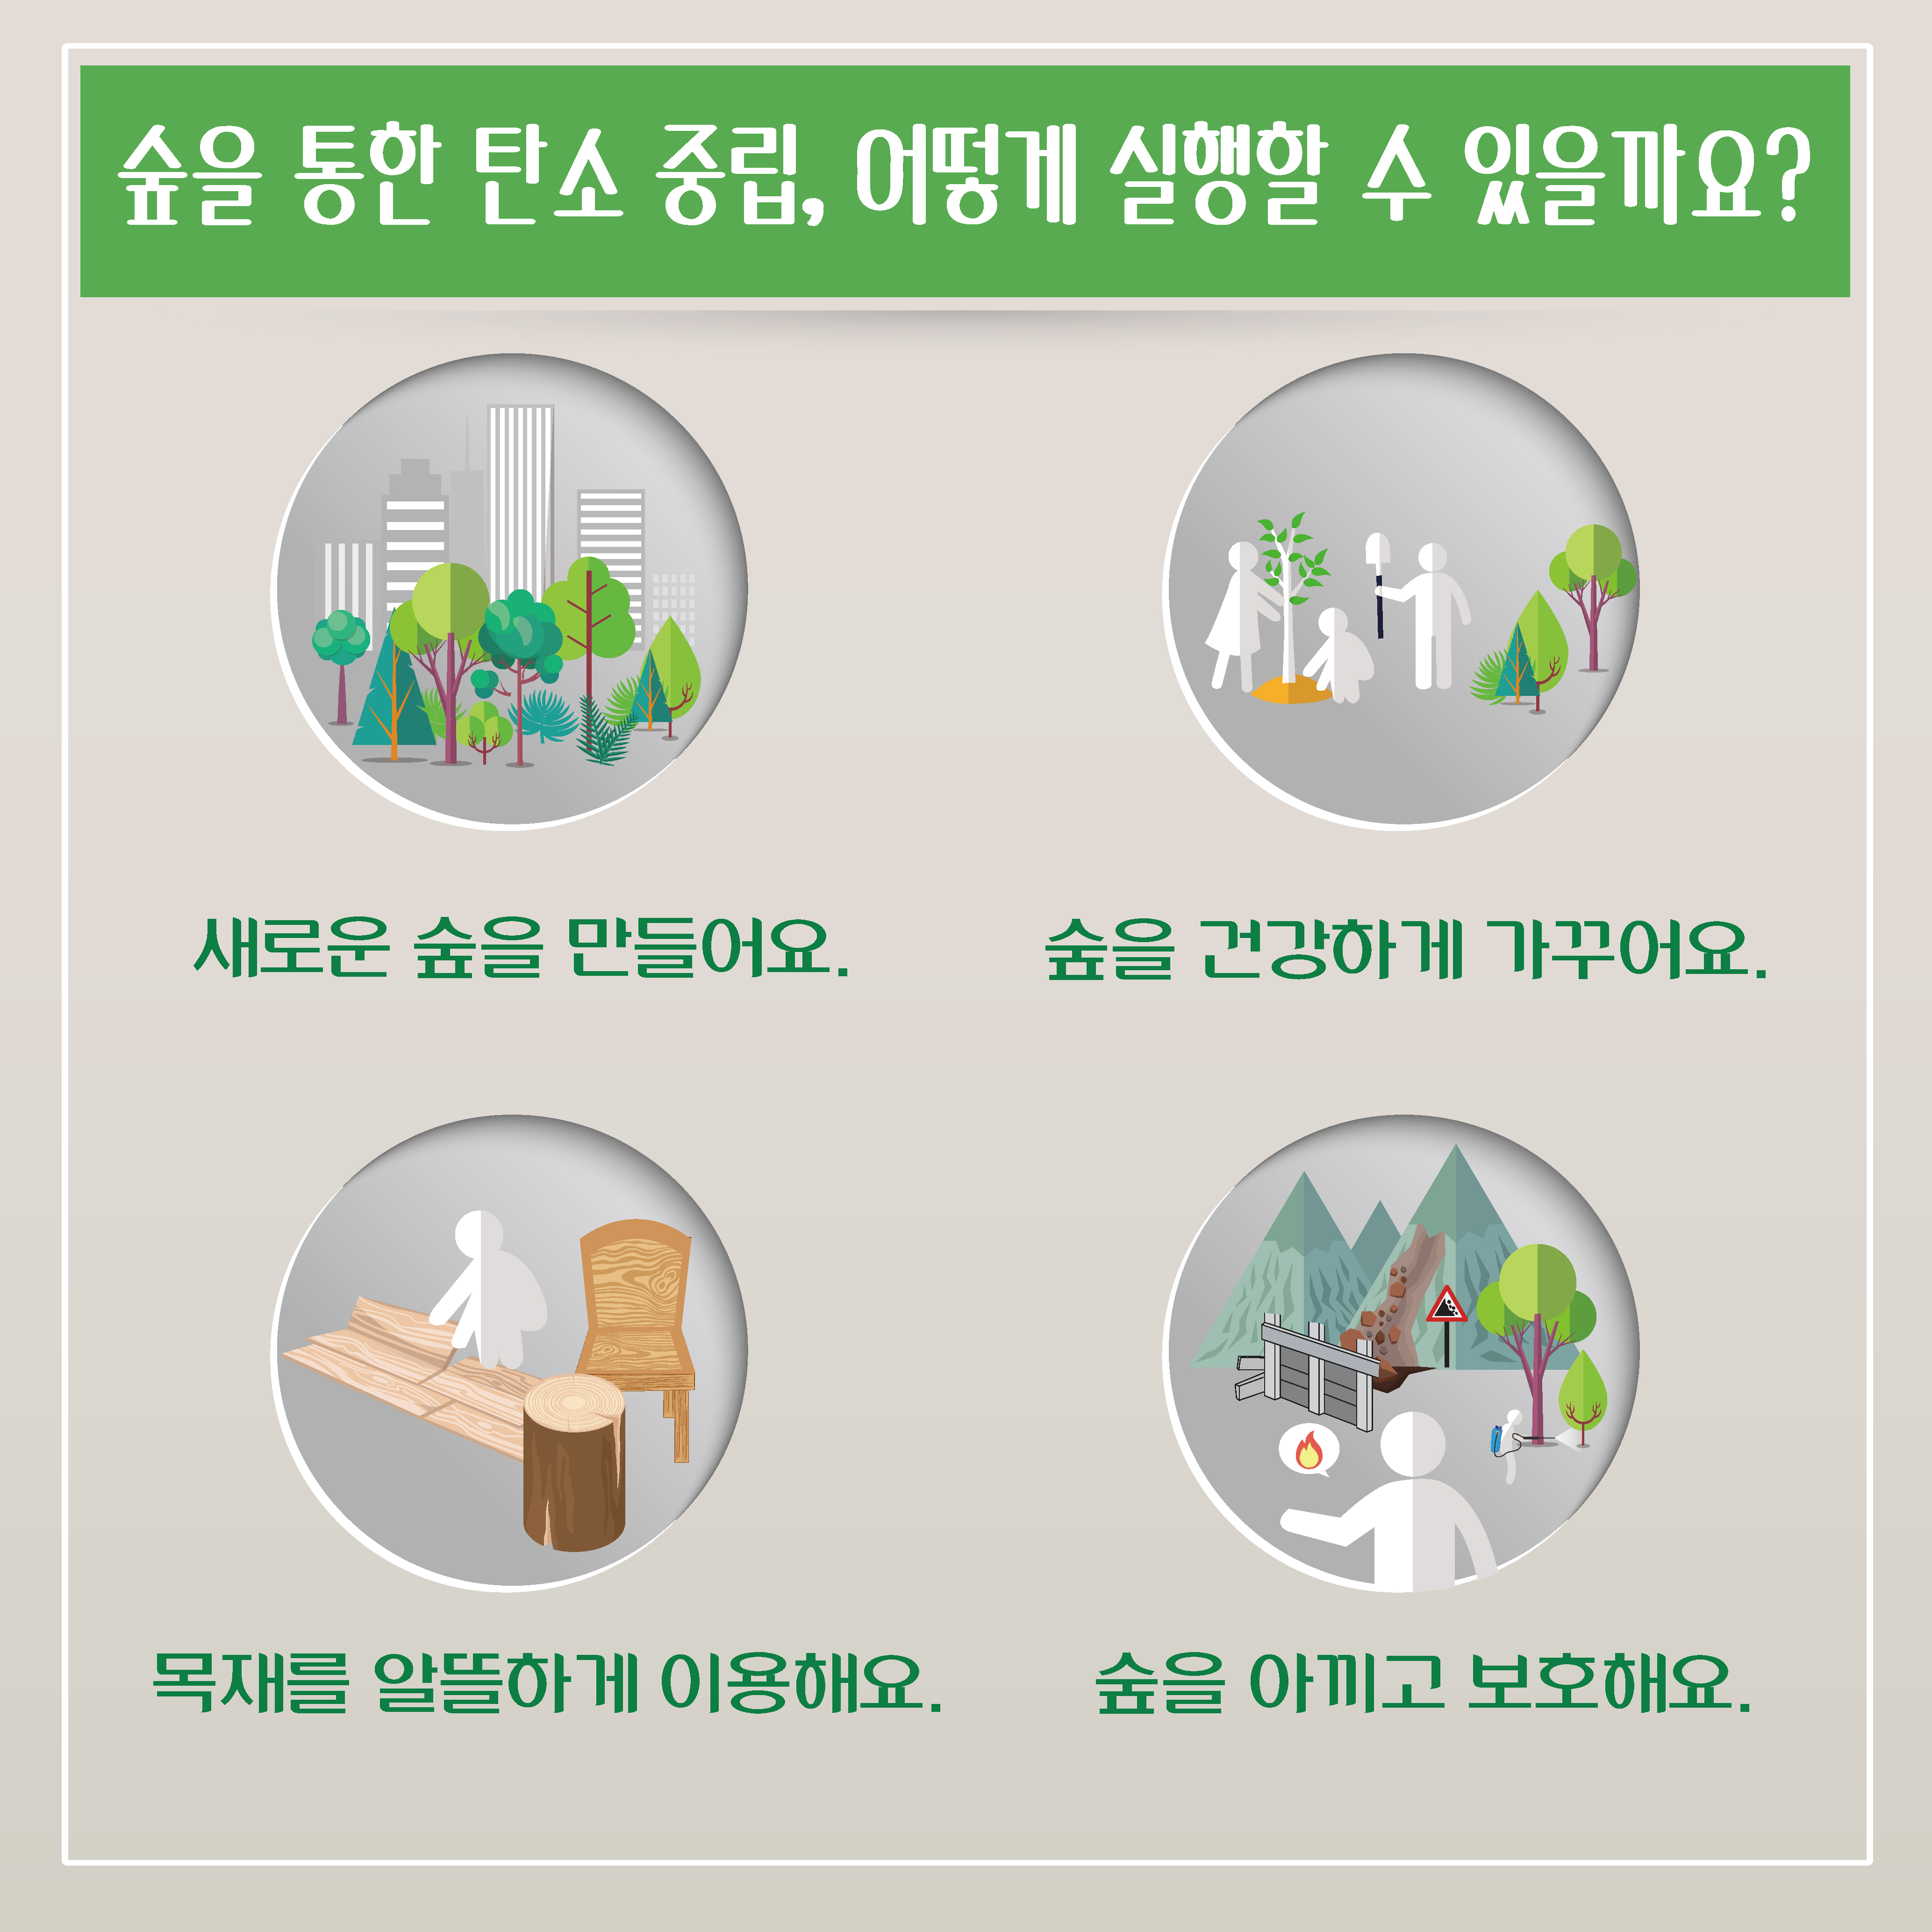 숲을 통한 탄소 중립, 어떻게 실행할 수 있을까요?
새로운 숲을 만들어요.
숲을 건강하게 가꾸어요.
목재를 알뜰하게 이용해요.
숲을 아끼고 보호해요.